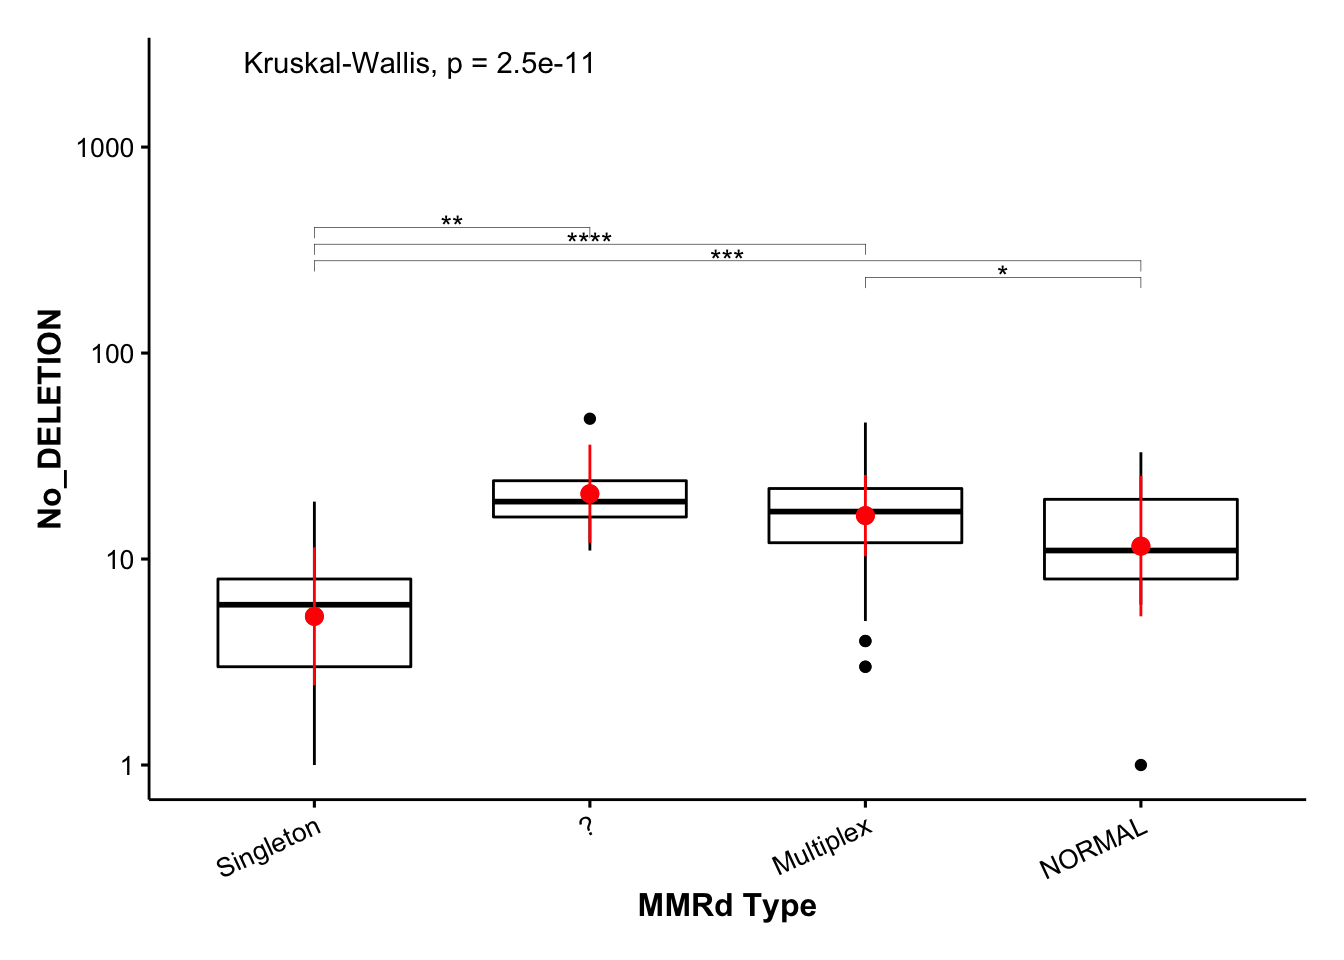 Kruskal-Wallis, p = 2.5e-11
No_DELETION
1000
100
10
1
**
****
***
*
Singleton
?
Multiplex
NORMAL
MMRd Type